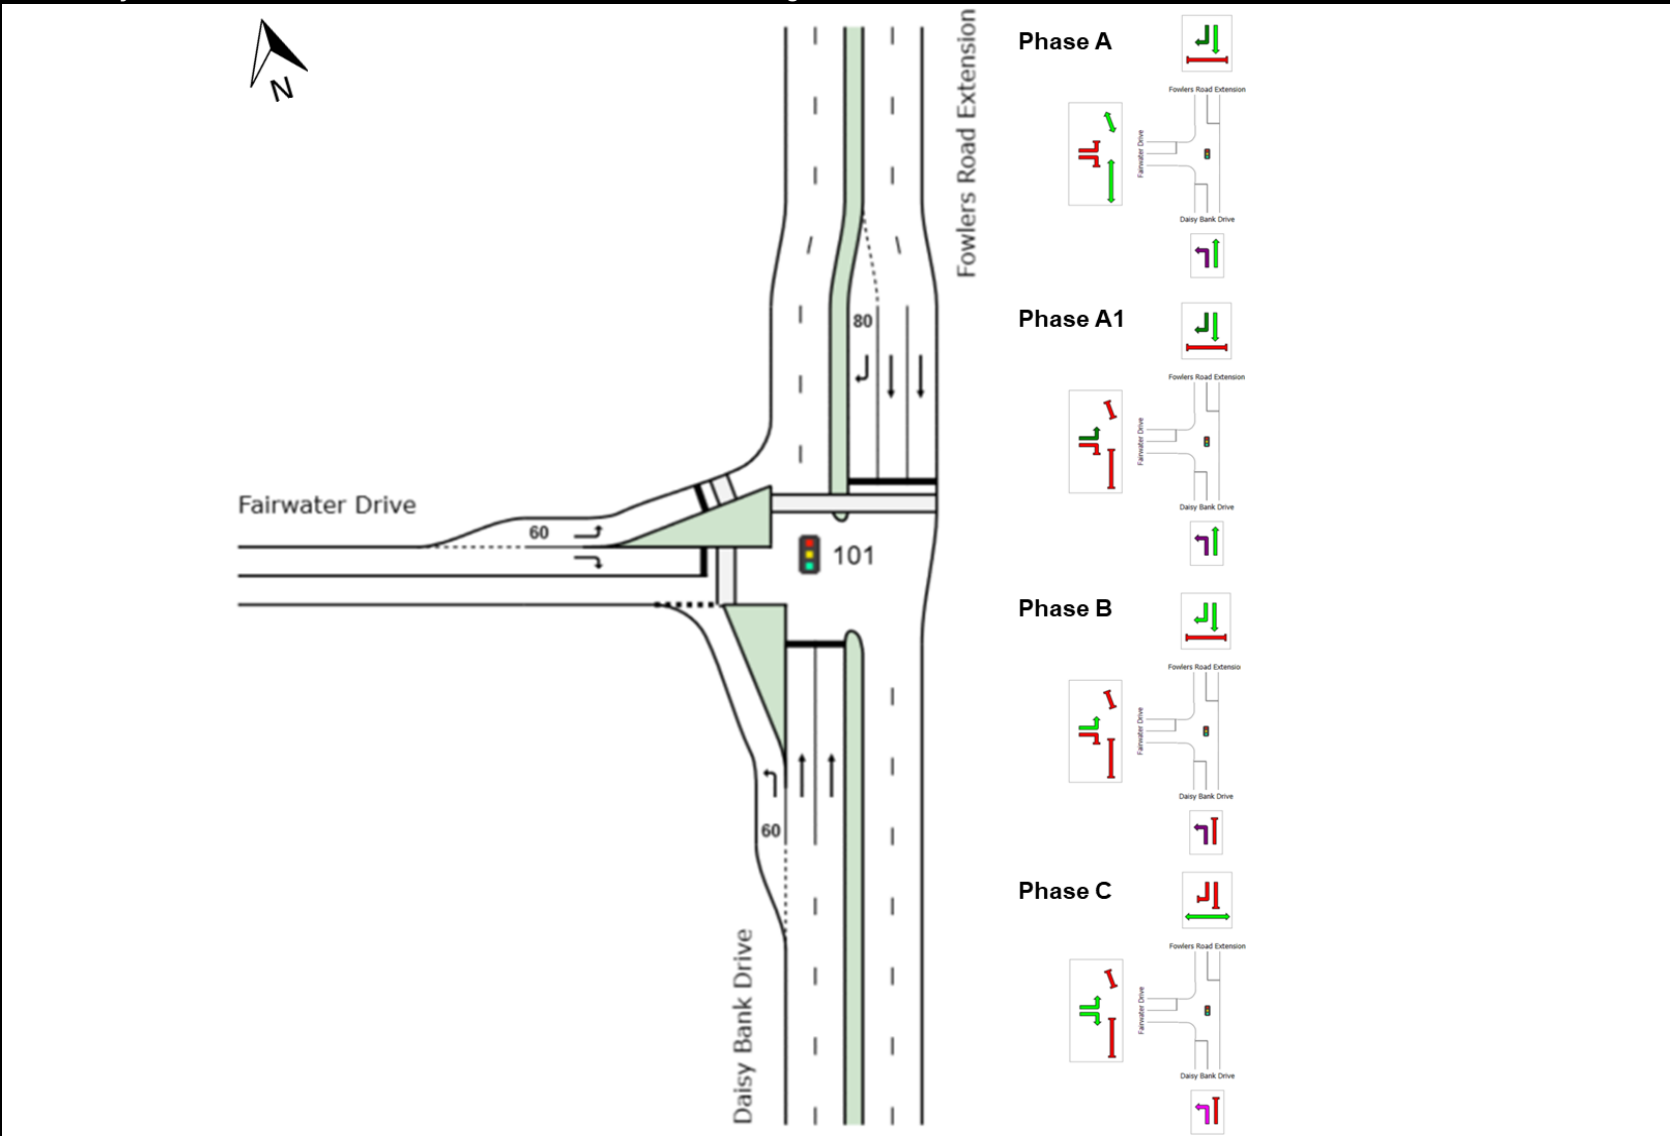 N
Fowlers Road Extension
80
Fairwater Drive
60
101
60
Daisy Bank Drive
Phase A
Fowlers Road Extension
Fairwater Drive
Daisy Bank Drive
Phase A1
Fowlers Road Extension
Fairwater Drive
Daisy Bank Drive
Phase B
Fowlers Road Extensio
Fairwater Drive
Daisy Bank Drive
Phase C
Fowlers Road Extension
Fairwater Drive
Daisy Bank Drive